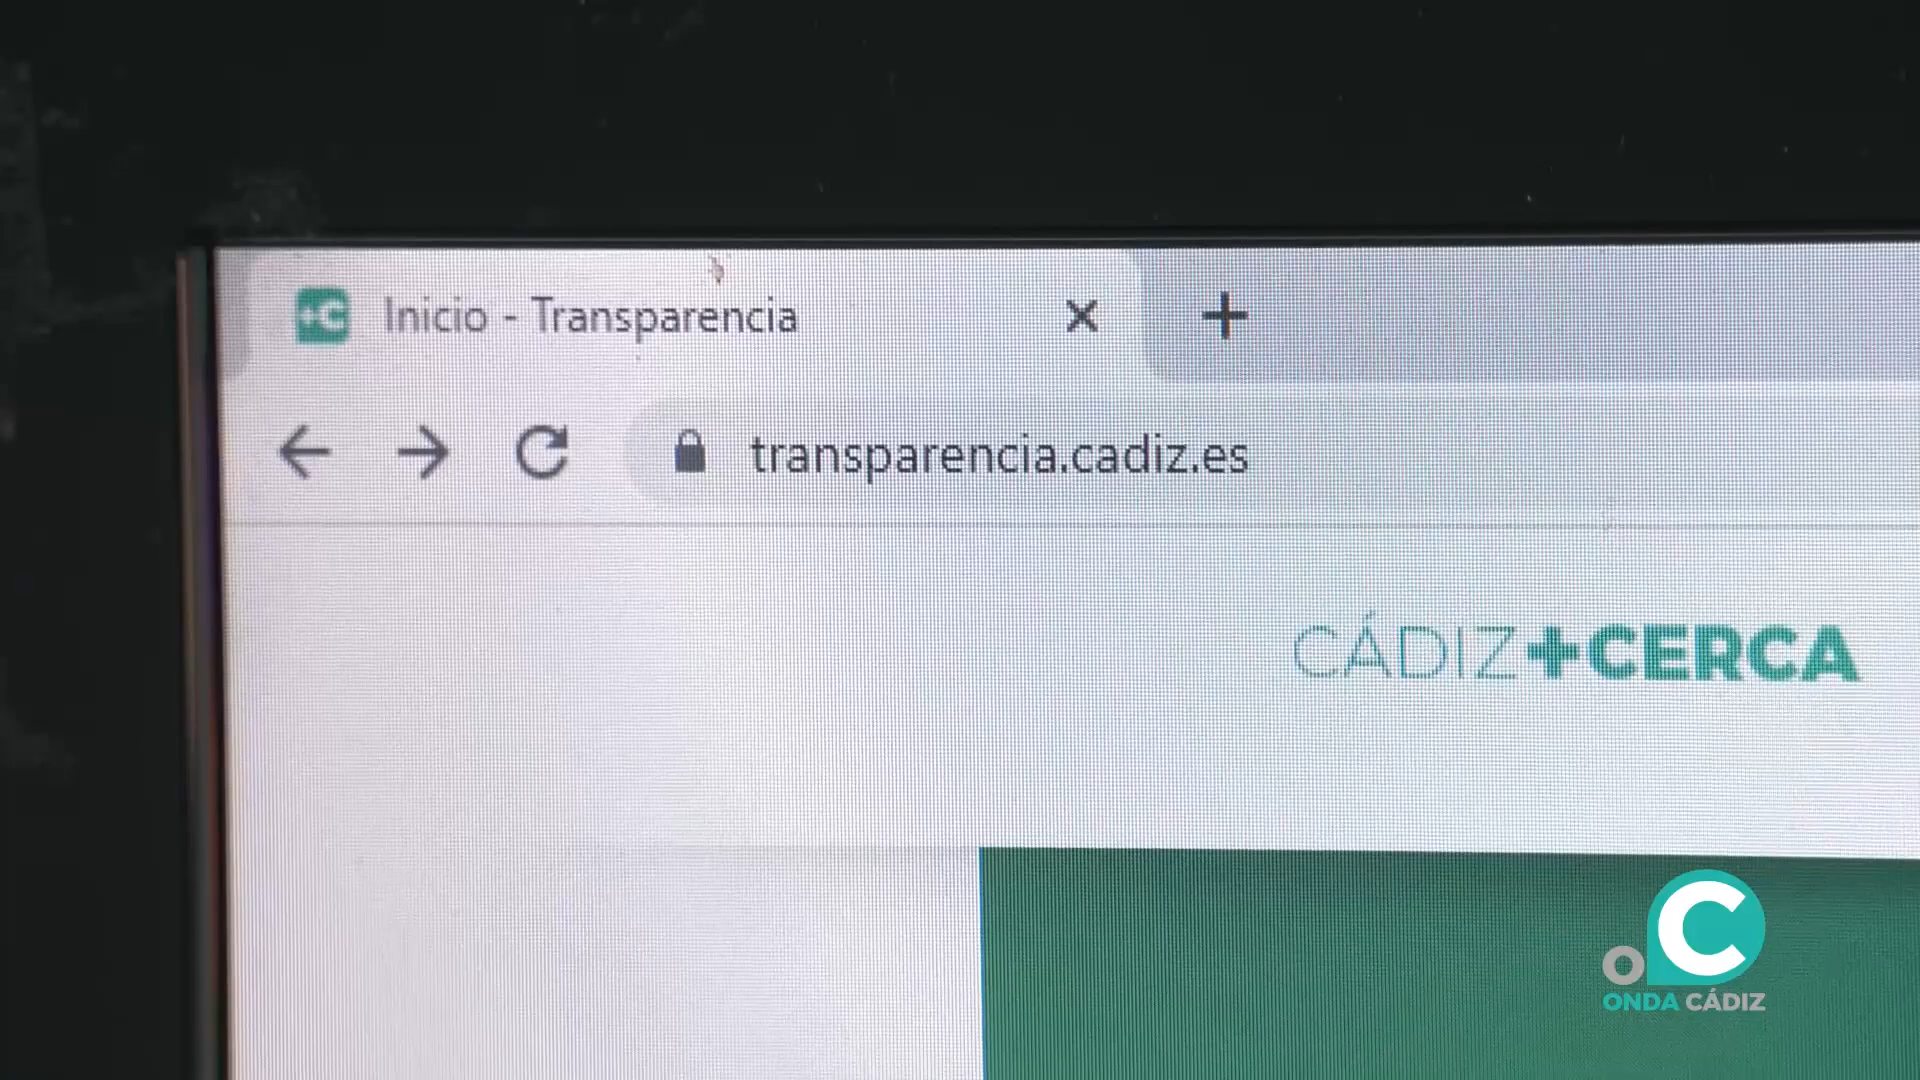 +C Inicio - Transparencia
transparencia.cadiz.es
CÁDIZ+CERCA
OC
ONDA CÁDIZ